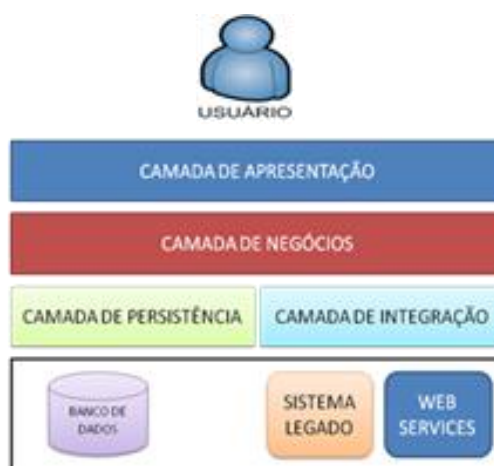 USUÁRIO
CAMADA DE APRESENTAÇÃO
CAMADA DE NEGÓCIOS
CAMADA DE PERSISTÊNCIA
CAMADA DE INTEGRAÇÃO
BANCO DE
DADOS
SISTEMA
LEGADO
WEB
SERVICES